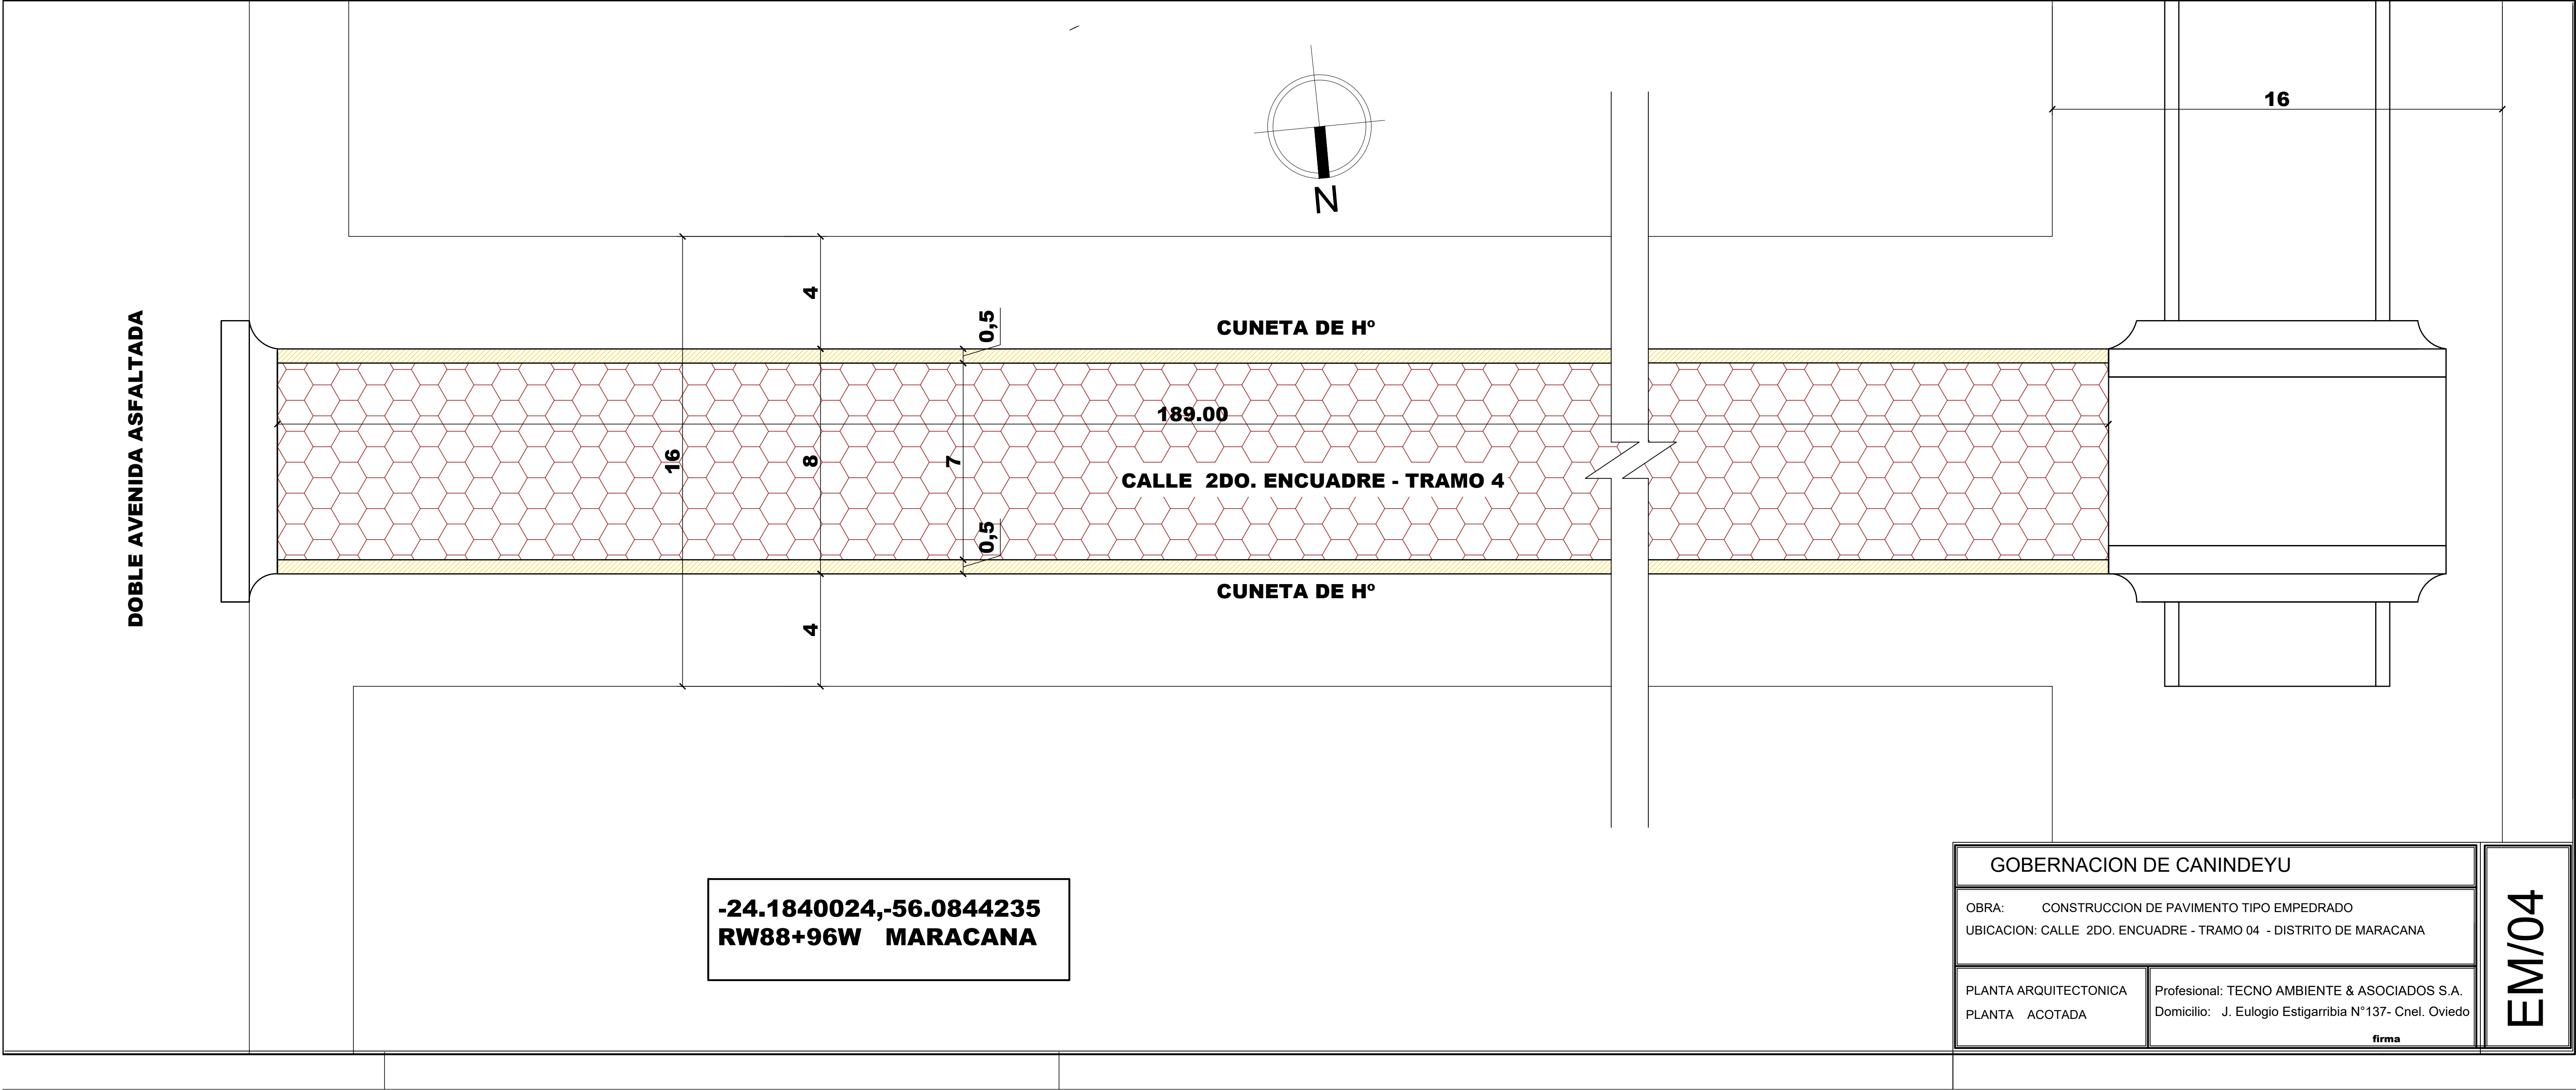 N
16
4
DOBLE AVENIDA ASFALTADA
0,5
CUNETA DE Hº
189.00
16
8
7
CALLE 2DO. ENCUADRE - TRAMO 4
0,5
CUNETA DE Hº
4
-24.1840024,-56.0844235
RW88+96W MARACANA
GOBERNACION DE CANINDEYU
OBRA: CONSTRUCCION DE PAVIMENTO TIPO EMPEDRADO
UBICACION: CALLE 2DO. ENCUADRE - TRAMO 04 - DISTRITO DE MARACANA
PLANTA ARQUITECTONICA
PLANTA ACOTADA
Profesional: TECNO AMBIENTE & ASOCIADOS S.A.
Domicilio: J. Eulogio Estigarribia N°137- Cnel. Oviedo
firma
EM/04